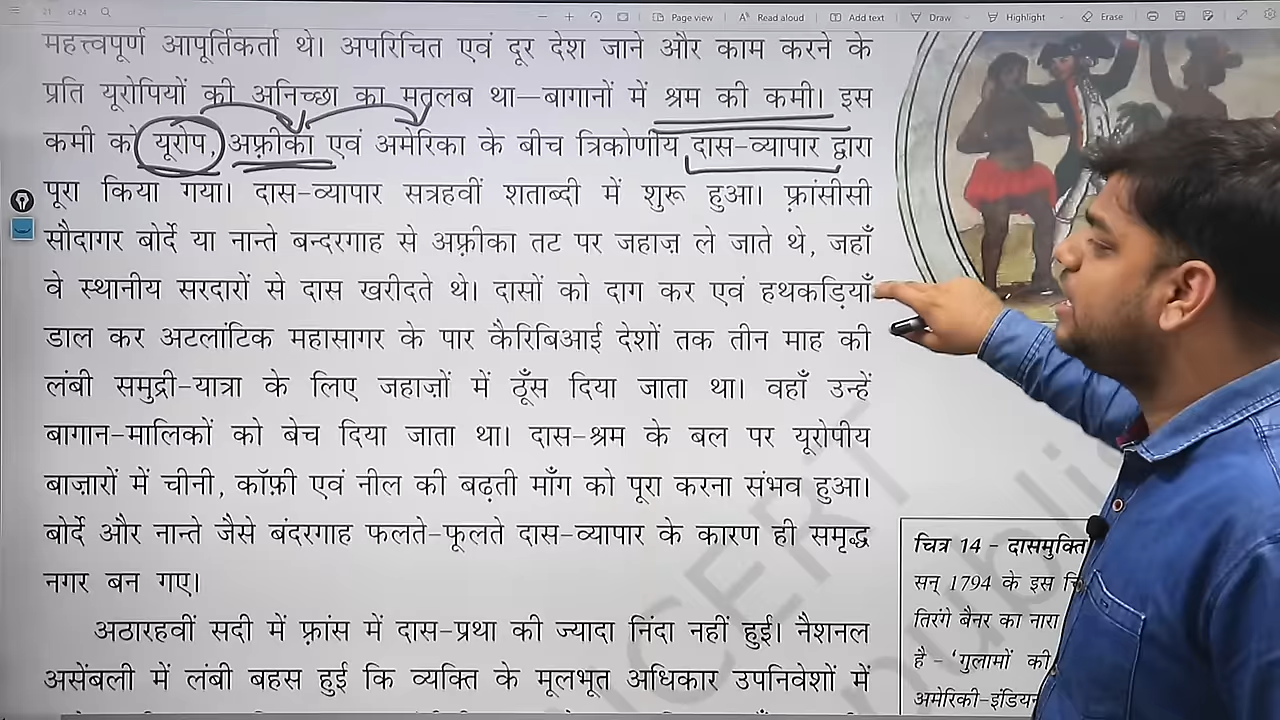 21 of 24
Page view
Read aloud
Add text
Draw
Highlight
Erase
महत्त्वपूर्ण आपूर्तिकर्ता थे। अपरिचित एवं दूर देश जाने और काम करने के
प्रति यूरोपियों की अनिच्छा का मतलब था—बागानों में श्रम की कमी। इस
कमी को यूरोप, अफ़्रीका एवं अमेरिका के बीच त्रिकोणीय दास-व्यापार द्वारा
पूरा किया गया। दास-व्यापार सत्रहवीं शताब्दी में शुरू हुआ। फ़्रांसीसी
सौदागर बोर्दे या नान्ते बन्दरगाह से अफ़्रीका तट पर जहाज़ ले जाते थे, जहाँ
वे स्थानीय सरदारों से दास खरीदते थे। दासों को दाग कर एवं हथकड़ियाँ
डाल कर अटलांटिक महासागर के पार कैरिबिआई देशों तक तीन माह की
लंबी समुद्री-यात्रा के लिए जहाज़ों में ठूँस दिया जाता था। वहाँ उन्हें
बागान-मालिकों को बेच दिया जाता था। दास-श्रम के बल पर यूरोपीय
बाज़ारों में चीनी, कॉफ़ी एवं नील की बढ़ती माँग को पूरा करना संभव हुआ।
बोर्दे और नान्ते जैसे बंदरगाह फलते-फूलते दास-व्यापार के कारण ही समृद्ध
नगर बन गए।
अठारहवीं सदी में फ़्रांस में दास-प्रथा की ज्यादा निंदा नहीं हुई। नैशनल
असेंबली में लंबी बहस हुई कि व्यक्ति के मूलभूत अधिकार उपनिवेशों में
चित्र 14 – दासमुक्ति
सन् 1794 के इस
तिरंगे बैनर का नारा
है – 'गुलामों की
अमेरिकी-इंडियन
NCERT